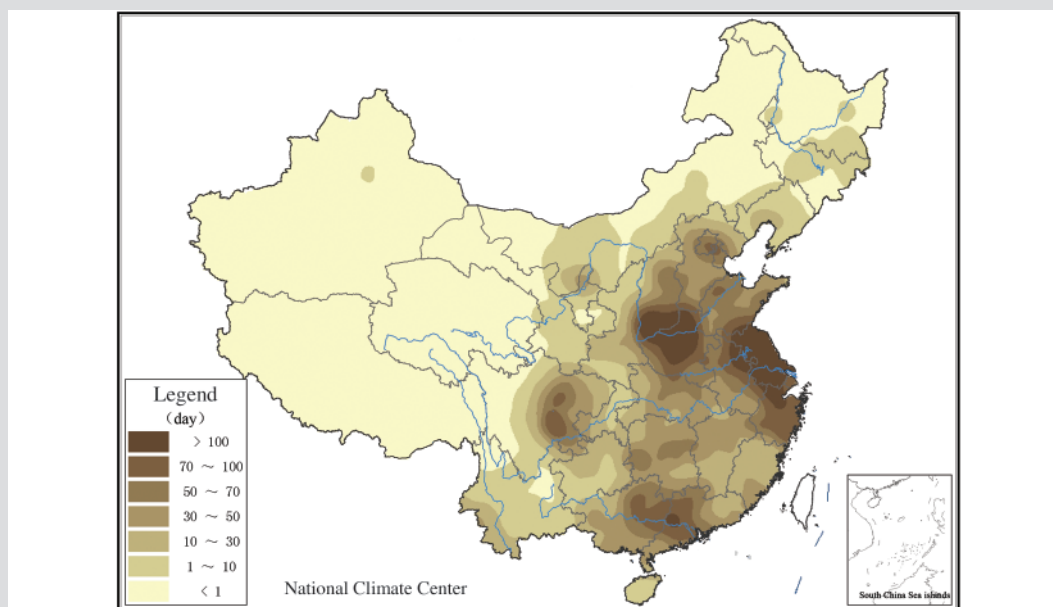 Legend
(day)
> 100
70 ~ 100
50 ~ 70
30 ~ 50
10 ~ 30
1 ~ 10
< 1
National Climate Center
South China Sea islands